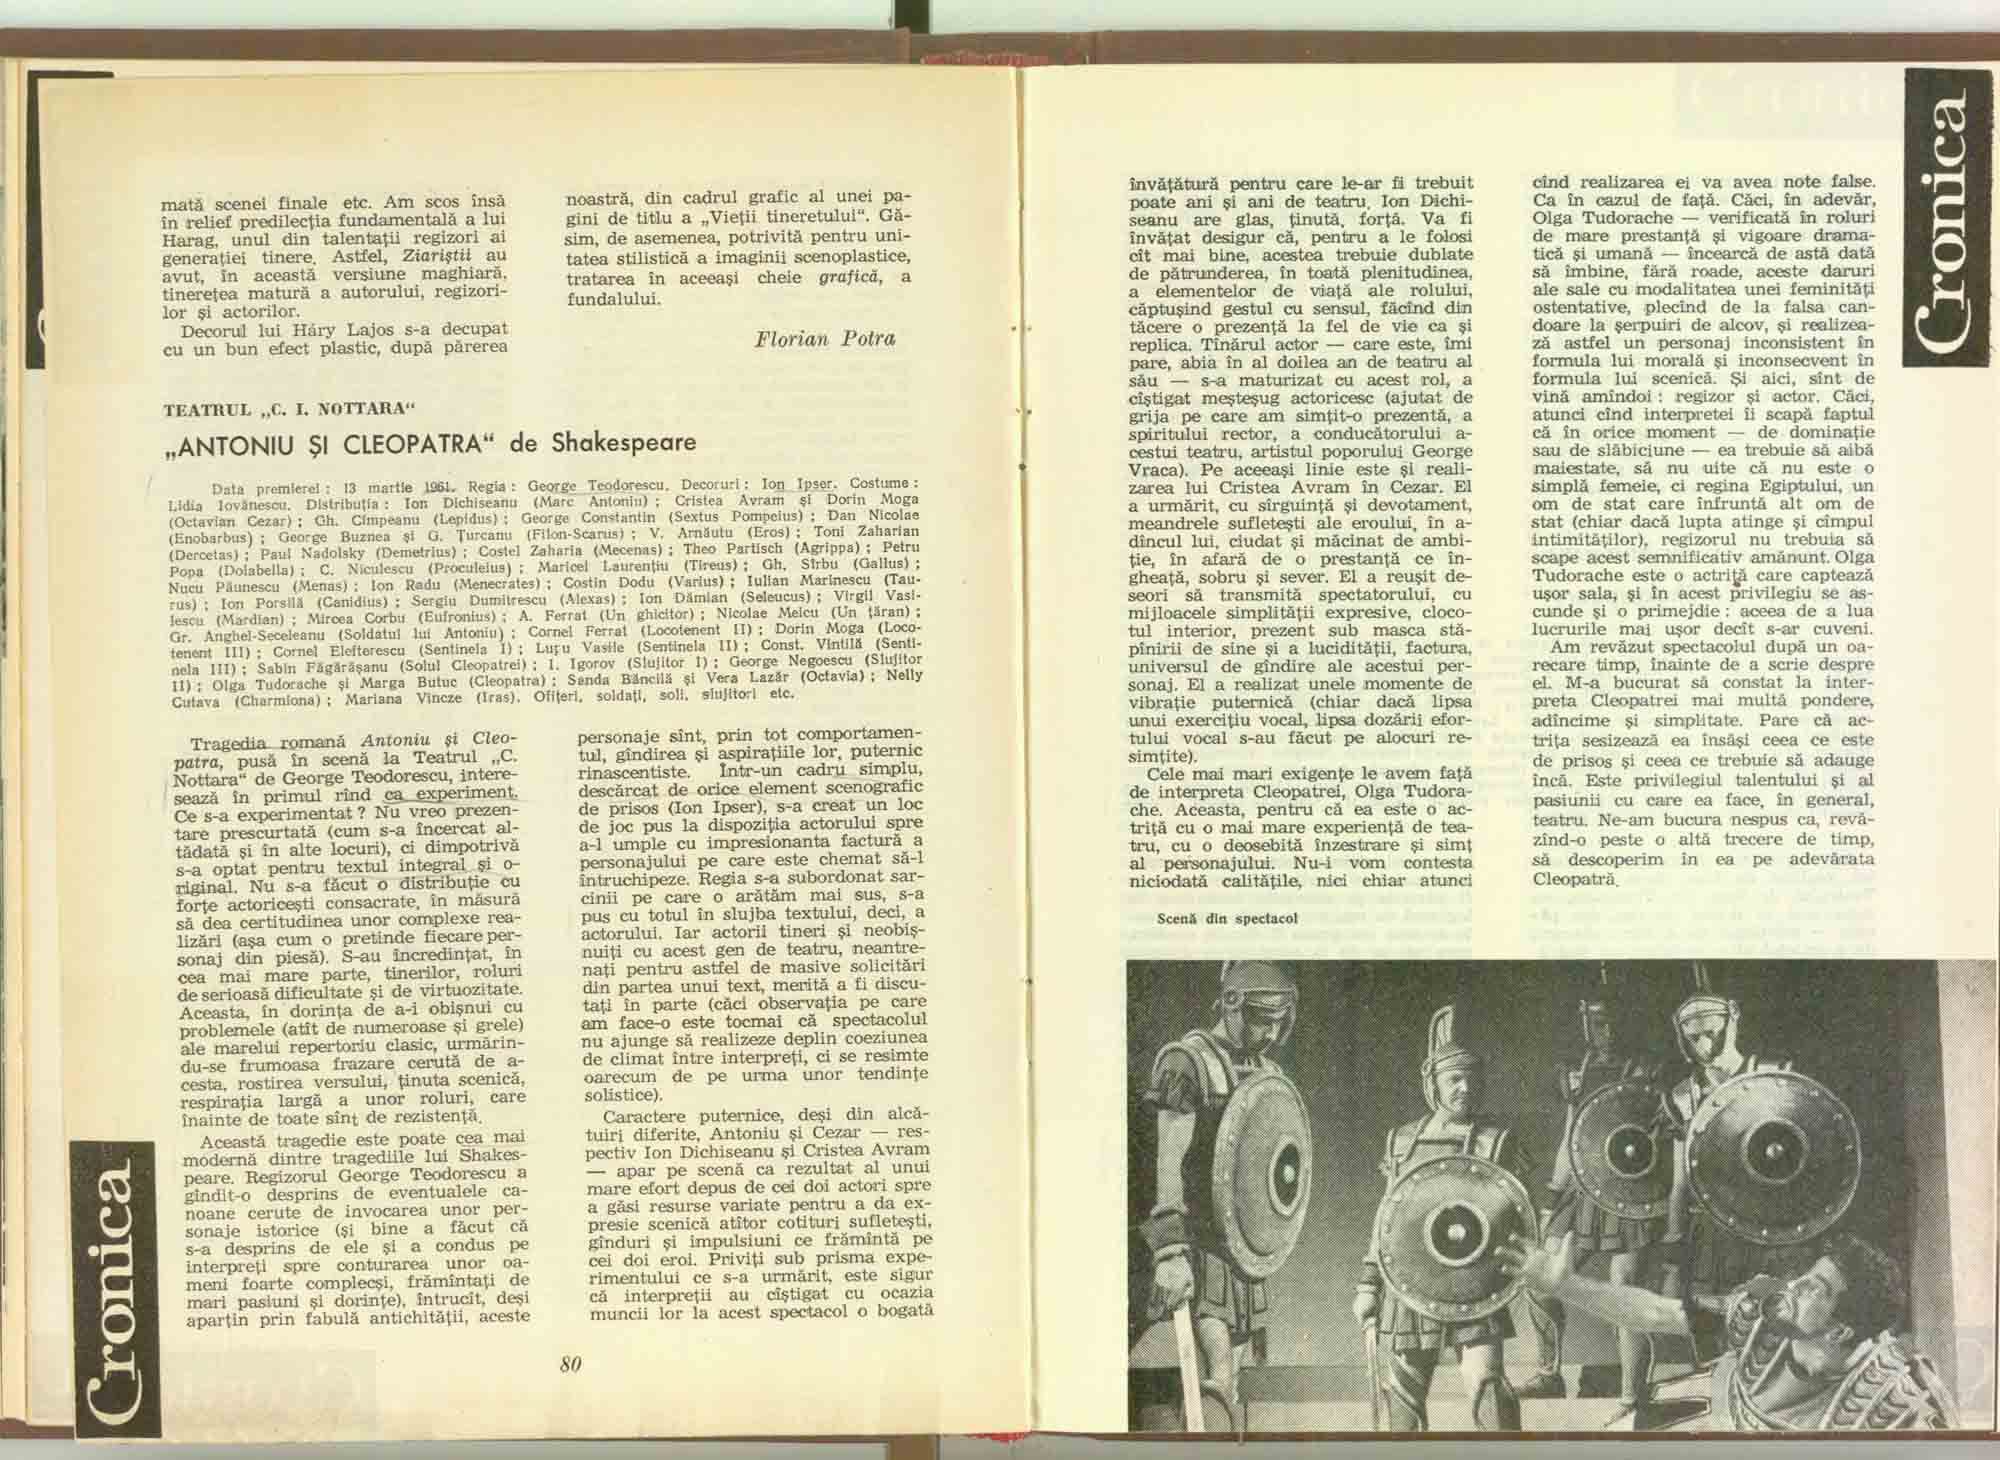 mată scenei finale etc. Am scos însă
în relief predilecția fundamentală a lui
Harag, unul din talentații regizori ai
generației tinere. Astfel, Ziariștii au
avut, în această versiune maghiară,
tinerețea matură a autorului, regizori-
lor și actorilor.
Decorul lui Háry Lajos s-a decupat
cu un bun efect plastic, după părerea
noastră, din cadrul grafic al unei pa-
gini de titlu a „Vieții tineretului“. Gă-
sim, de asemenea, potrivită pentru uni-
tatea stilistică a imaginii scenoplastice,
tratarea în aceeași cheie grafică, a
fundalului.
Florian Potra
TEATRUL „C. I. NOTTARA“
„ANTONIU ȘI CLEOPATRA“ de Shakespeare
Data premierei : 13 martie 1961. Regia : George Teodorescu. Decoruri : Ion Ipser. Costume :
Lidia Iovănescu. Distribuția : Ion Dichiseanu (Marc Antoniu) ; Cristea Avram și Dorin Moga
(Octavian Cezar) ; Gh. Cîmpeanu (Lepidus) ; George Constantin (Sextus Pompeius) ; Dan Nicolae
(Enobarbus) ; George Buznea și G. Țurcanu (Filon-Scarus) ; V. Arnăutu (Eros) ; Toni Zaharian
(Dercetas) ; Paul Nadolsky (Demetrius) ; Costel Zaharia (Mecenas) ; Theo Partisch (Agrippa) ; Petru
Popa (Dolabella) ; C. Niculescu (Proculeius) ; Maricel Laurențiu (Tireus) ; Gh. Sîrbu (Gallus) ;
Nucu Păunescu (Menas) ; Ion Radu (Menecrates) ; Costin Dodu (Varius) ; Iulian Marinescu (Tau-
rus) ; Ion Porsilă (Canidius) ; Sergiu Dumitrescu (Alexas) ; Ion Dămian (Seleucus) ; Virgil Vasi-
lescu (Mardian) ; Mircea Corbu (Eufronius) ; A. Ferrat (Un ghicitor) ; Nicolae Melcu (Un țăran) ;
Gr. Anghel-Seceleanu (Soldatul lui Antoniu) ; Cornel Ferrat (Locotenent II) ; Dorin Moga (Loco-
tenent III) ; Cornel Elefterescu (Sentinela I) ; Luțu Vasile (Sentinela II) ; Const. Vintilă (Senti-
nela III) ; Sabin Făgărășanu (Solul Cleopatrei) ; I. Igorov (Slujitor I) ; George Negoescu (Slujitor
II) ; Olga Tudorache și Marga Butuc (Cleopatra) ; Sanda Băncilă și Vera Lazăr (Octavia) ; Nelly
Cutava (Charmiona) ; Mariana Vincze (Iras). Ofițeri, soldați, soli, slujitori etc.
Tragedia romană Antoniu și Cleo-
patra, pusă în scenă la Teatrul „C.
Nottara“ de George Teodorescu, intere-
sează în primul rînd ca experiment.
Ce s-a experimentat ? Nu vreo prezen-
tare prescurtată (cum s-a încercat al-
tădată și în alte locuri), ci dimpotrivă
s-a optat pentru textul integral și o-
riginal. Nu s-a făcut o distribuție cu
forțe actoricești consacrate, în măsură
să dea certitudinea unor complexe rea-
lizări (așa cum o pretinde fiecare per-
sonaj din piesă). S-au încredințat, în
cea mai mare parte, tinerilor, roluri
de serioasă dificultate și de virtuozitate.
Aceasta, în dorința de a-i obișnui cu
problemele (atît de numeroase și grele)
ale marelui repertoriu clasic, urmărin-
du-se frumoasa frazare cerută de a-
cesta, rostirea versului, ținuta scenică,
respirația largă a unor roluri, care
înainte de toate sînt de rezistență.
Această tragedie este poate cea mai
modernă dintre tragediile lui Shakes-
peare. Regizorul George Teodorescu a
gîndit-o desprins de eventualele ca-
noane cerute de invocarea unor per-
sonaje istorice (și bine a făcut că
s-a desprins de ele și a condus pe
interpreți spre conturarea unor oa-
meni foarte complecși, frămîntați de
mari pasiuni și dorințe), întrucît, deși
aparțin prin fabulă antichității, aceste
personaje sînt, prin tot comportamen-
tul, gîndirea și aspirațiile lor, puternic
rinascentiste. Într-un cadru simplu,
descărcat de orice element scenografic
de prisos (Ion Ipser), s-a creat un loc
de joc pus la dispoziția actorului spre
a-l umple cu impresionanta factură a
personajului pe care este chemat să-l
întruchipeze. Regia s-a subordonat sar-
cinii pe care o arătăm mai sus, s-a
pus cu totul în slujba textului, deci, a
actorului. Iar actorii tineri și neobiș-
nuiți cu acest gen de teatru, neantre-
nați pentru astfel de masive solicitări
din partea unui text, merită a fi discu-
tați în parte (căci observația pe care
am face-o este tocmai că spectacolul
nu ajunge să realizeze deplin coeziunea
de climat între interpreți, ci se resimte
oarecum de pe urma unor tendințe
solistice).
Caractere puternice, deși din alcă-
tuiri diferite, Antoniu și Cezar — res-
pectiv Ion Dichiseanu și Cristea Avram
— apar pe scenă ca rezultat al unui
mare efort depus de cei doi actori spre
a găsi resurse variate pentru a da ex-
presie scenică atîtor cotituri sufletești,
gînduri și impulsiuni ce frămîntă pe
cei doi eroi. Priviți sub prisma expe-
rimentului ce s-a urmărit, este sigur
că interpreții au cîștigat cu ocazia
muncii lor la acest spectacol o bogată
Cronica
80
învățătură pentru care le-ar fi trebuit
poate ani și ani de teatru. Ion Dichi-
seanu are glas, ținută, forță. Va fi
învățat desigur că, pentru a le folosi
cît mai bine, acestea trebuie dublate
de pătrunderea, în toată plenitudinea,
a elementelor de viață ale rolului,
căptușind gestul cu sensul, făcînd din
tăcere o prezență la fel de vie ca și
replica. Tînărul actor — care este, îmi
pare, abia în al doilea an de teatru al
său — s-a maturizat cu acest rol, a
cîștigat meșteșug actoricesc (ajutat de
grija pe care am simțit-o prezentă, a
spiritului rector, a conducătorului a-
cestui teatru, artistul poporului George
Vraca). Pe aceeași linie este și reali-
zarea lui Cristea Avram în Cezar. El
a urmărit, cu sîrguință și devotament,
meandrele sufletești ale eroului, în a-
dîncul lui, ciudat și măcinat de ambi-
ție, în afară de o prestanță ce în-
gheață, sobru și sever. El a reușit de-
seori să transmită spectatorului, cu
mijloacele simplității expresive, cloco-
tul interior, prezent sub masca stă-
pînirii de sine și a lucidității, factura,
universul de gîndire ale acestui per-
sonaj. El a realizat unele momente de
vibrație puternică (chiar dacă lipsa
unui exercițiu vocal, lipsa dozării efor-
tului vocal s-au făcut pe alocuri re-
simțite).
Cele mai mari exigențe le avem față
de interpreta Cleopatrei, Olga Tudora-
che. Aceasta, pentru că ea este o ac-
triță cu o mai mare experiență de tea-
tru, cu o deosebită înzestrare și simț
al personajului. Nu-i vom contesta
niciodată calitățile, nici chiar atunci
cînd realizarea ei va avea note false.
Ca în cazul de față. Căci, în adevăr,
Olga Tudorache — verificată în roluri
de mare prestanță și vigoare drama-
tică și umană — încearcă de astă dată
să îmbine, fără roade, aceste daruri
ale sale cu modalitatea unei feminități
ostentative, plecînd de la falsa can-
doare la șerpuiri de alcov, și realizea-
ză astfel un personaj inconsistent în
formula lui morală și inconsecvent în
formula lui scenică. Și aici, sînt de
vină amîndoi : regizor și actor. Căci,
atunci cînd interpretei îi scapă faptul
că în orice moment — de dominație
sau de slăbiciune — ea trebuie să aibă
maiestate, să nu uite că nu este o
simplă femeie, ci regina Egiptului, un
om de stat care înfruntă alt om de
stat (chiar dacă lupta atinge și cîmpul
intimităților), regizorul nu trebuia să
scape acest semnificativ amănunt. Olga
Tudorache este o actriță care captează
ușor sala, și în acest privilegiu se as-
cunde și o primejdie : aceea de a lua
lucrurile mai ușor decît s-ar cuveni.
Am revăzut spectacolul după un oa-
recare timp, înainte de a scrie despre
el. M-a bucurat să constat la inter-
preta Cleopatrei mai multă pondere,
adîncime și simplitate. Pare că ac-
trița sesizează ea însăși ceea ce este
de prisos și ceea ce trebuie să adauge
încă. Este privilegiul talentului și al
pasiunii cu care ea face, în general,
teatru. Ne-am bucura nespus ca, revă-
zînd-o peste o altă trecere de timp,
să descoperim în ea pe adevărata
Cleopatră.
Scenă din spectacol
Cronica